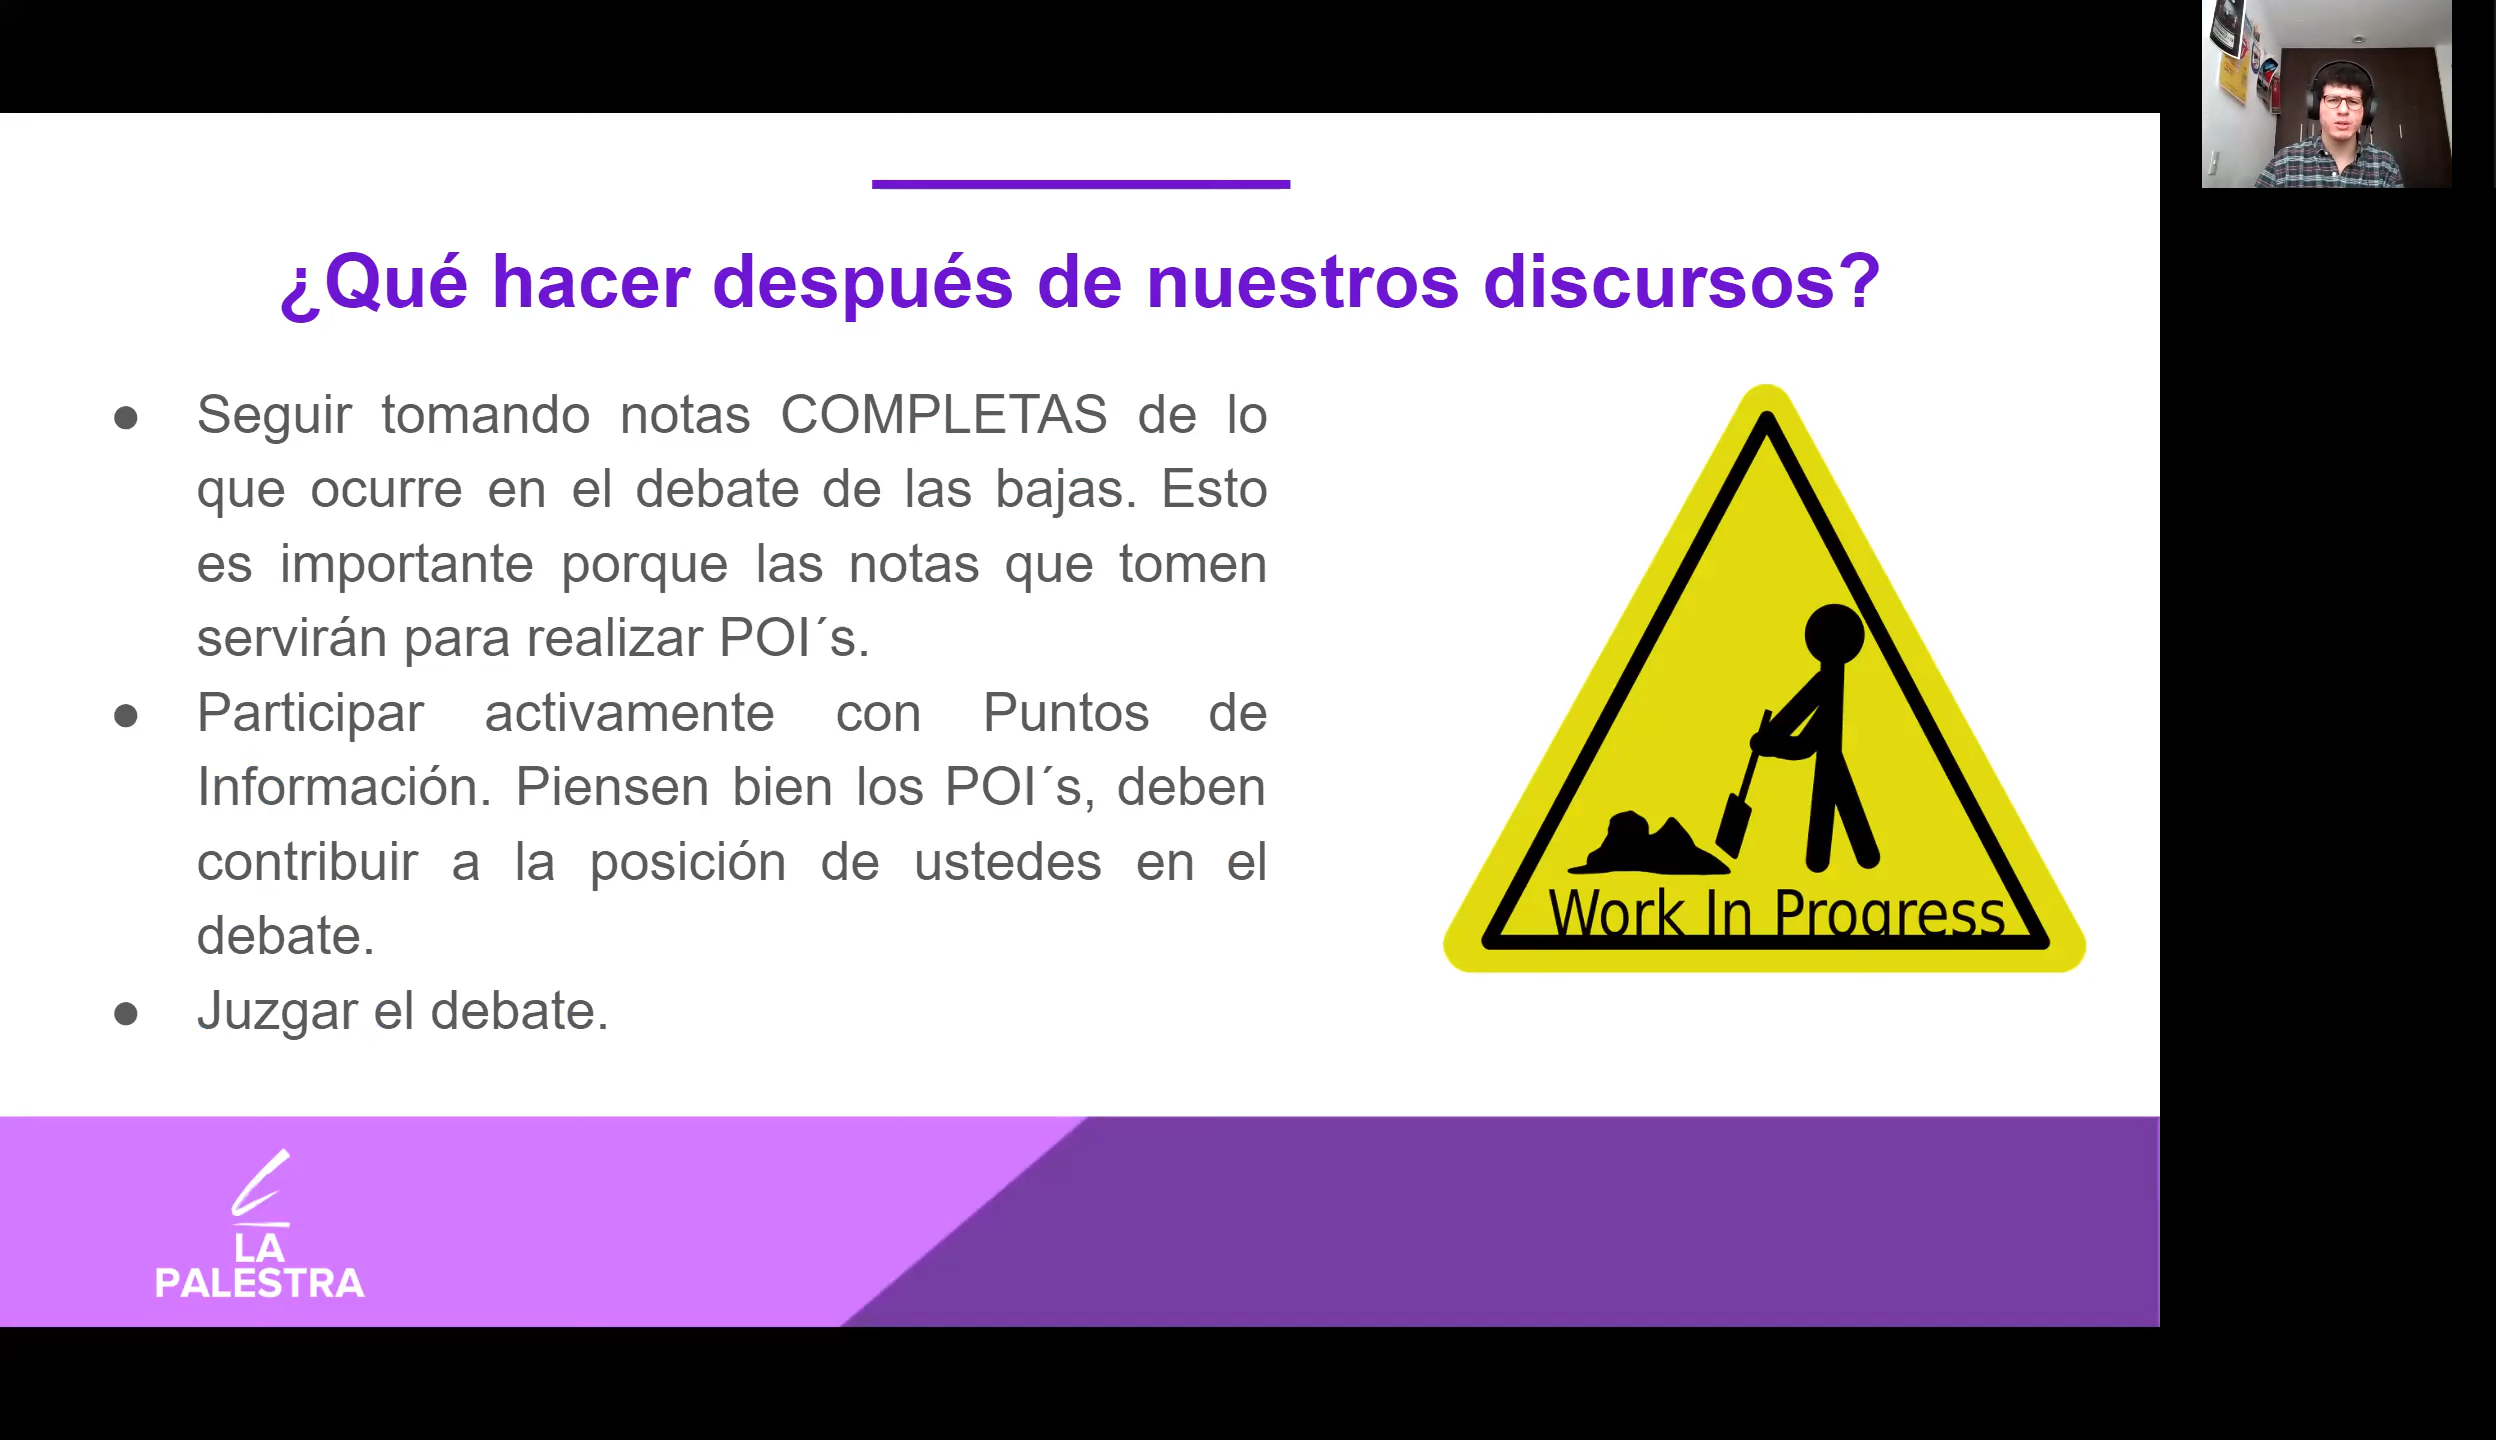 ¿Qué hacer después de nuestros discursos?
● Seguir tomando notas COMPLETAS de lo
que ocurre en el debate de las bajas. Esto
es importante porque las notas que tomen
servirán para realizar POI´s.
● Participar activamente con Puntos de
Información. Piensen bien los POI´s, deben
contribuir a la posición de ustedes en el
debate.
● Juzgar el debate.
Work In Progress
LA
PALESTRA